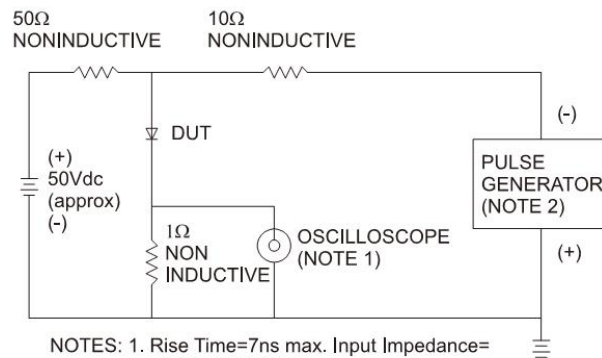 50Ω
NONINDUCTIVE
10Ω
NONINDUCTIVE
(+)
50Vdc
(approx)
(-)
DUT
1Ω
NON
INDUCTIVE
OSCILLOSCOPE
(NOTE 1)
(-)
PULSE
GENERATOR
(NOTE 2)
(+)
NOTES: 1. Rise Time=7ns max. Input Impedance=